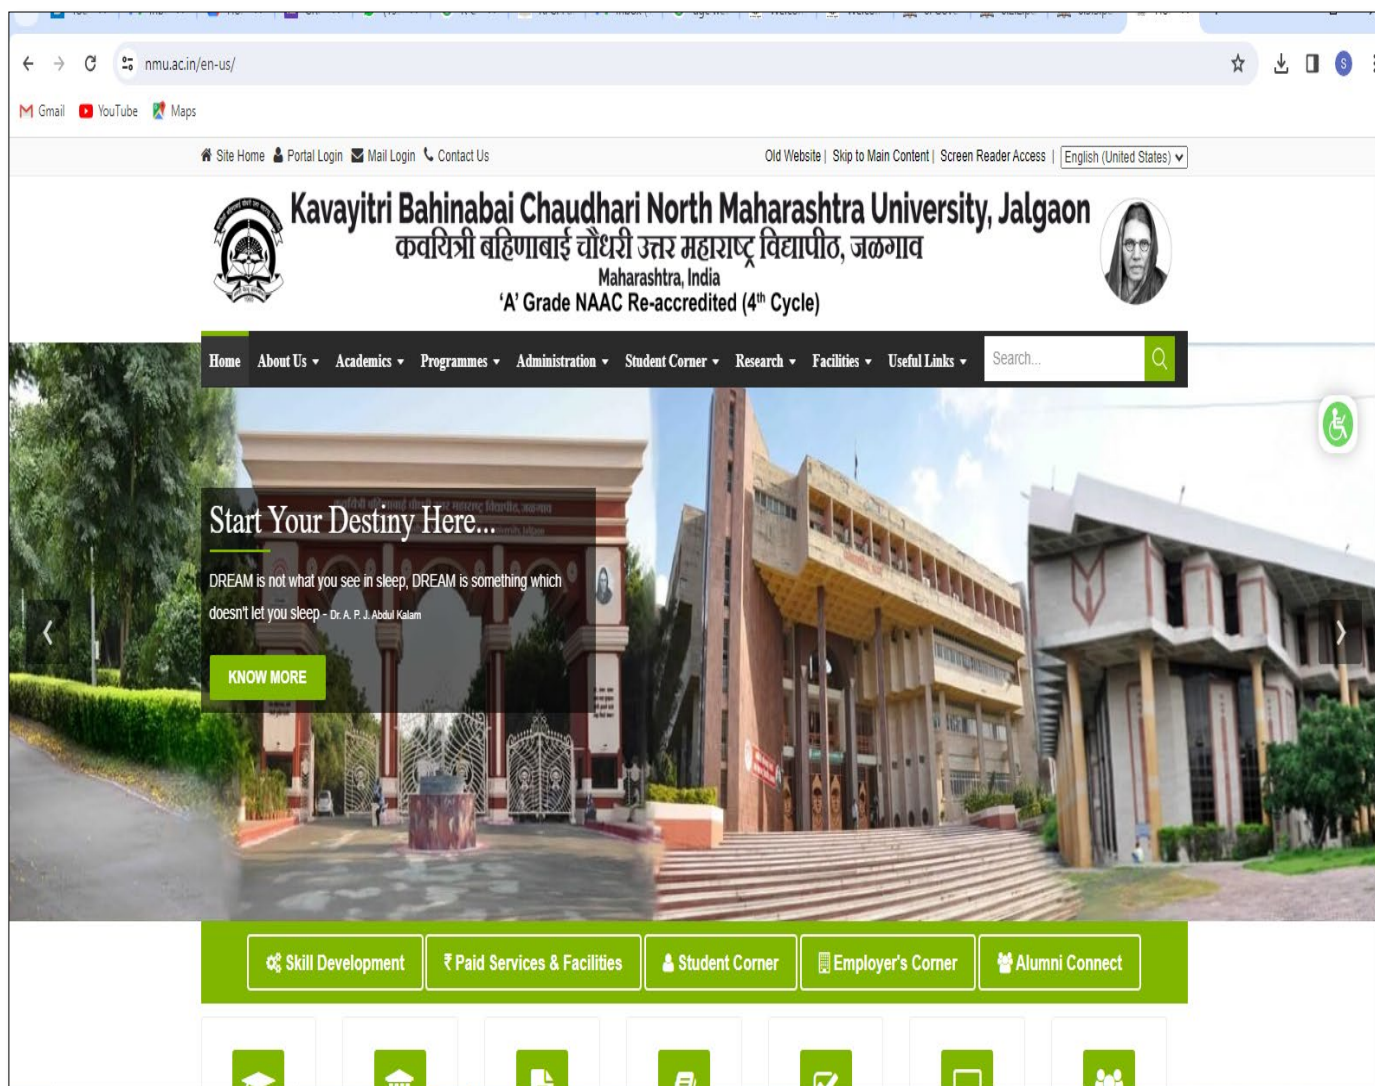 nmu.ac.in/en-us/
S
Gmail YouTube Maps
Site Home Portal Login Mail Login Contact Us Old Website | Skip to Main Content | Screen Reader Access | English (United States)
Kavayitri Bahinabai Chaudhari North Maharashtra University, Jalgaon
कवयित्री बहिणाबाई चौधरी उत्तर महाराष्ट्र विद्यापीठ, जळगाव
Maharashtra, India
‘A’ Grade NAAC Re-accredited (4th Cycle)
Home About Us Academics Programmes Administration Student Corner Research Facilities Useful Links Search...
Start Your Destiny Here...
DREAM is not what you see in sleep, DREAM is something which
doesn't let you sleep - Dr. A. P. J. Abdul Kalam
KNOW MORE
Skill Development ₹ Paid Services & Facilities Student Corner Employer's Corner Alumni Connect